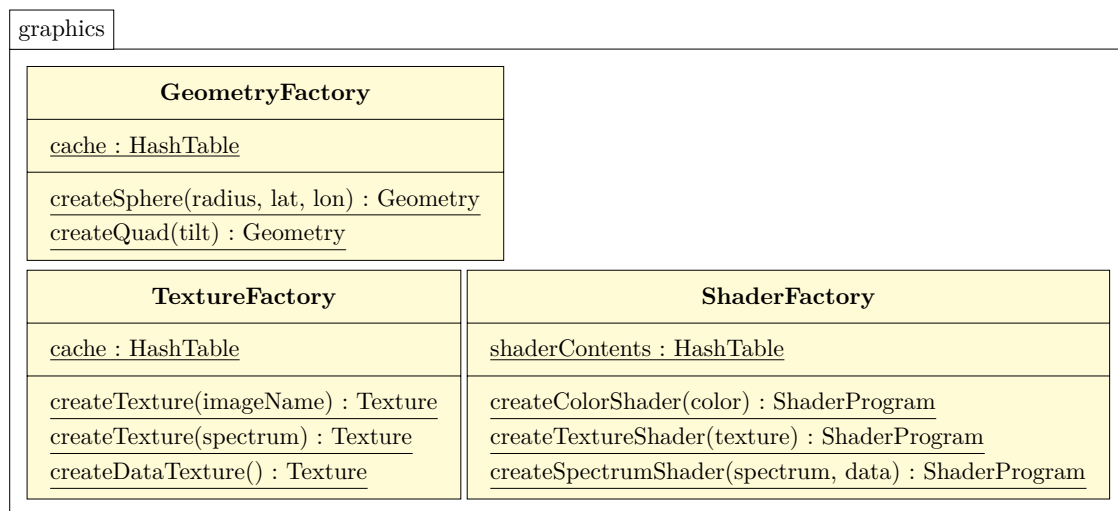 graphics
GeometryFactory
cache : HashTable
createSphere(radius, lat, lon) : Geometry
createQuad(tilt) : Geometry
TextureFactory
cache : HashTable
createTexture(imageName) : Texture
createTexture(spectrum) : Texture
createDataTexture() : Texture
ShaderFactory
shaderContents : HashTable
createColorShader(color) : ShaderProgram
createTextureShader(texture) : ShaderProgram
createSpectrumShader(spectrum, data) : ShaderProgram